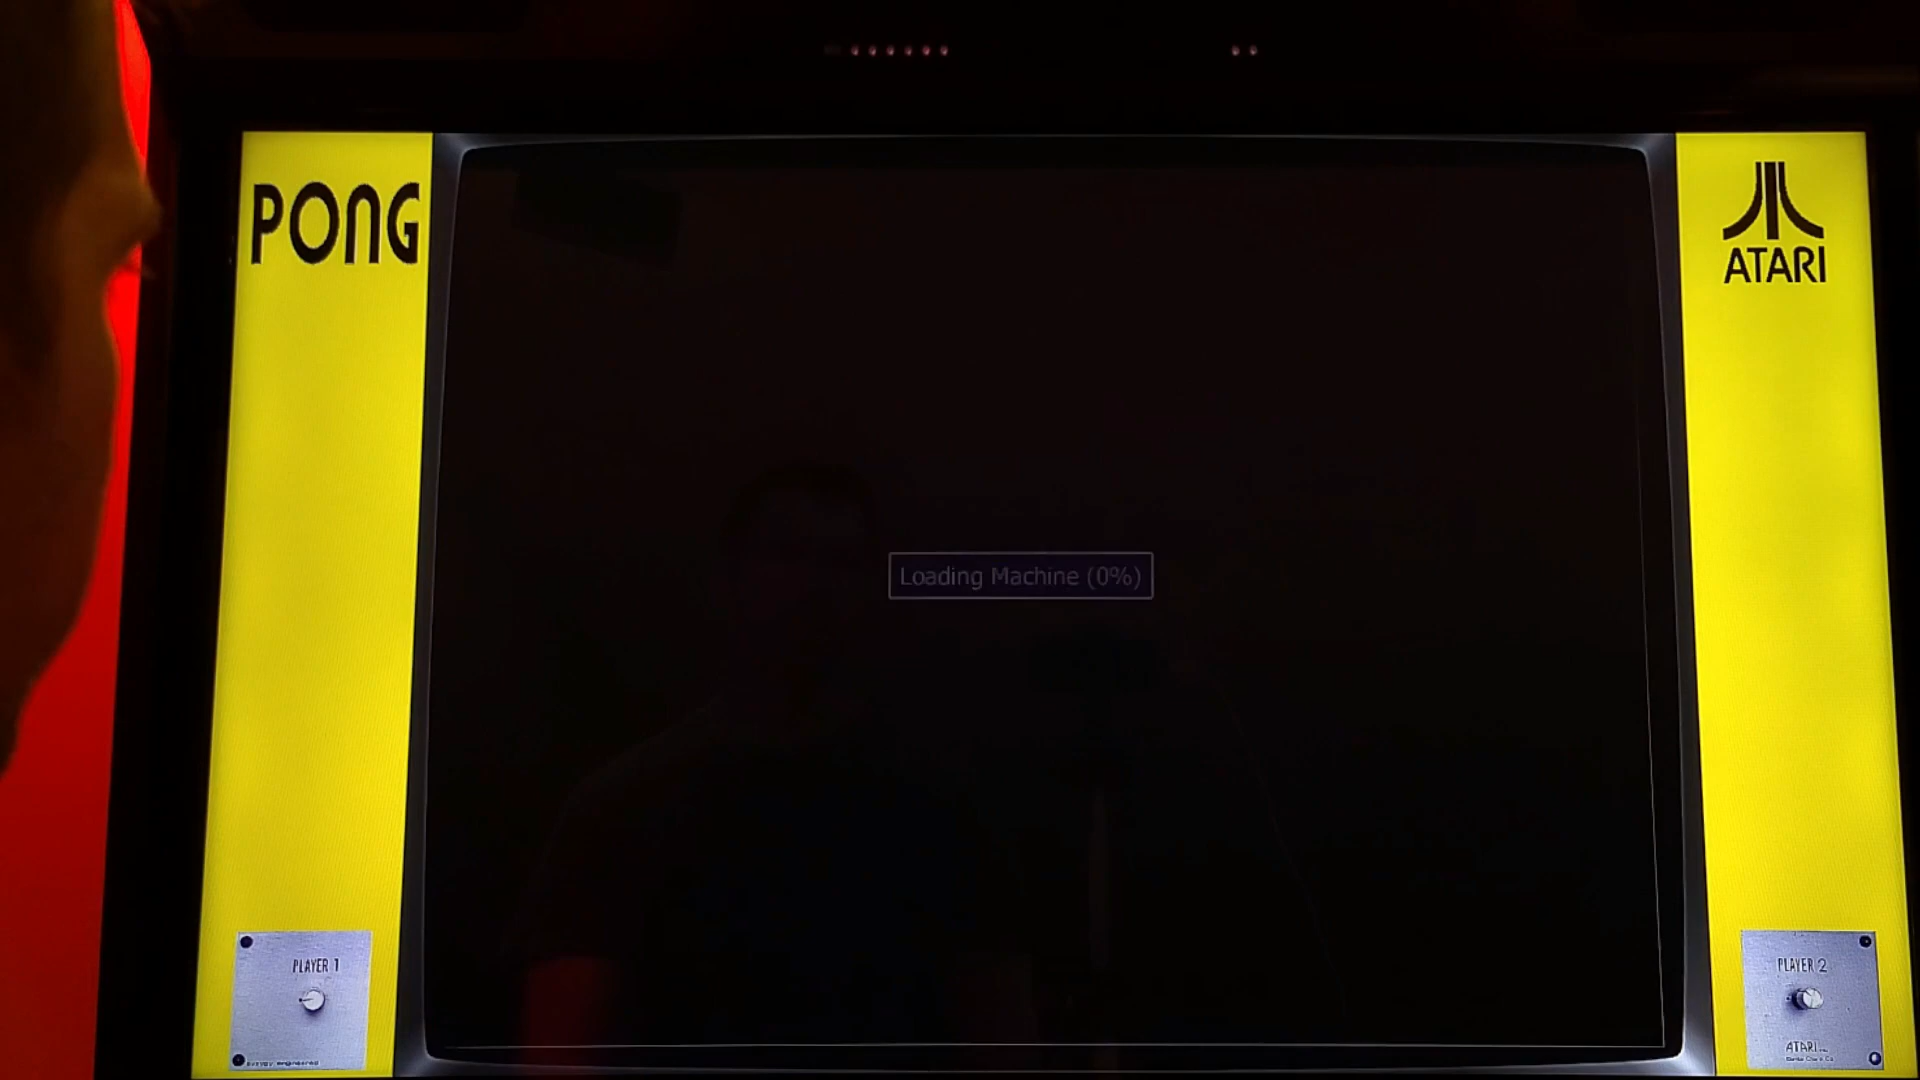 PONG
ATARI
Loading Machine (0%)
PLAYER 1
PLAYER 2
ATARI